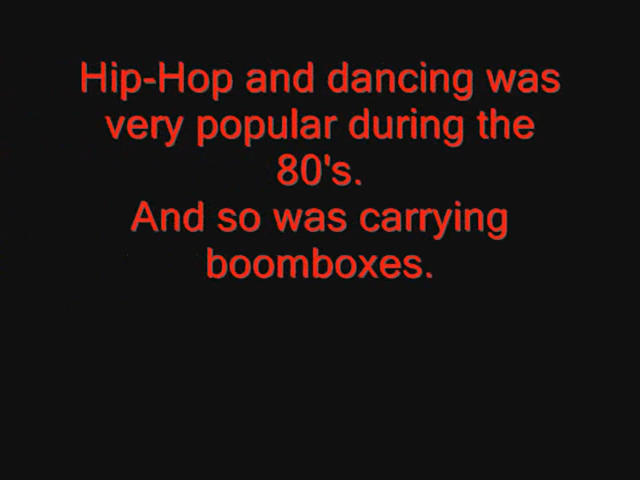 Hip-Hop and dancing was
very popular during the
80's.
And so was carrying
boomboxes.